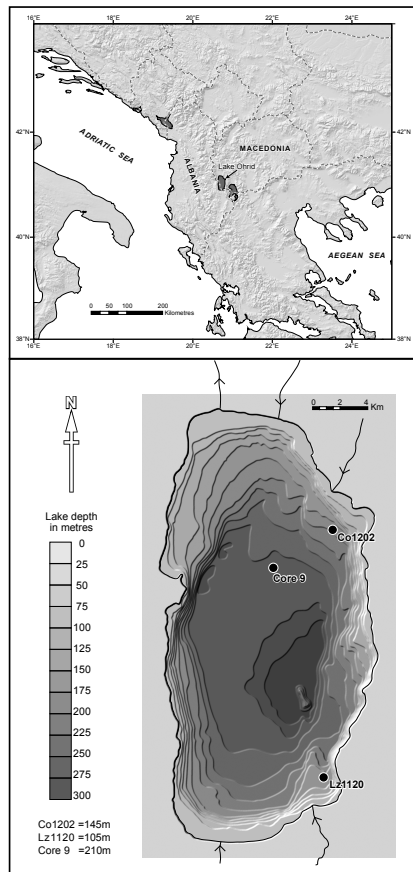 16°E 18°E 20°E 22°E 24°E
42°N
ADRIATIC SEA
MACEDONIA
ALBANIA
Lake Ohrid
40°N
AEGEAN SEA
0 50 100 200
Kilometres
38°N
16°E 18°E 20°E 22°E 24°E
N
0 2 4
Km
Lake depth
in metres
0
25
50
75
100
125
150
175
200
225
250
275
300
Co1202
Core 9
Lz1120
Co1202 =145m
Lz1120 =105m
Core 9 =210m